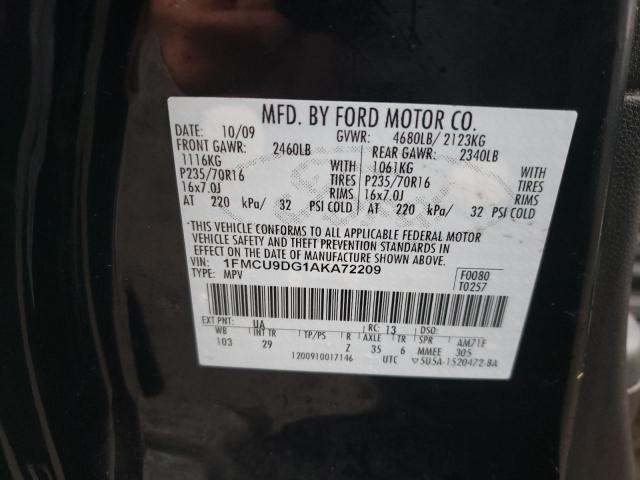 MFD. BY FORD MOTOR CO.
DATE: 10/09 GVWR: 4680LB/ 2123KG
FRONT GAWR: 2460LB REAR GAWR: 2340LB
1116KG WITH 1061KG WITH
P235/70R16 TIRES P235/70R16 TIRES
16x7.0J RIMS 16x7.0J RIMS
AT 220 kPa/ 32 PSI COLD AT 220 kPa/ 32 PSI COLD
THIS VEHICLE CONFORMS TO ALL APPLICABLE FEDERAL MOTOR
VEHICLE SAFETY AND THEFT PREVENTION STANDARDS IN
EFFECT ON THE DATE OF MANUFACTURE SHOWN ABOVE.
VIN: 1FMCU9DG1AKA72209 F0080
TYPE: MPV T0257
EXT PNT: UA RC: 13 DSO:
WB INT TR TP/PS R AXLE TR SPR AM71E
103 29 Z 35 6 MMEE 305
1200910017146 UTC ▽5U5A-1520472-BA